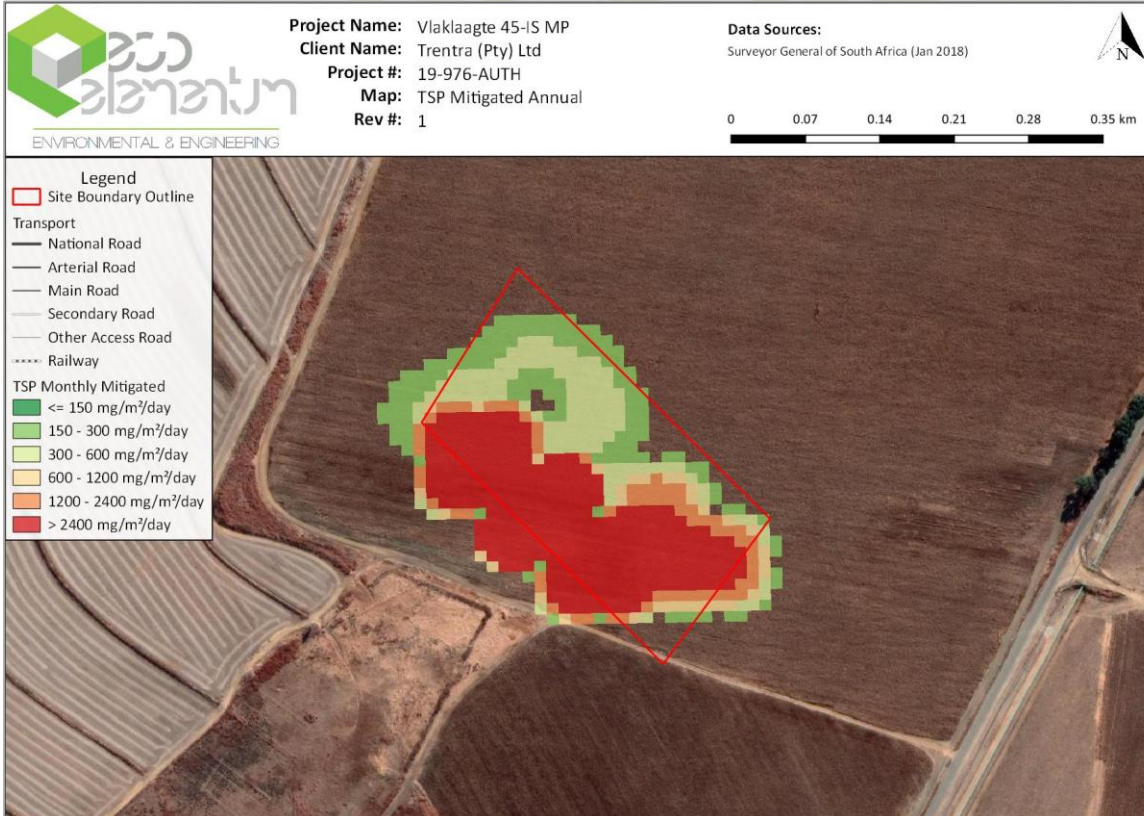 eco
elementum
ENVIRONMENTAL & ENGINEERING
Project Name: Vlaklaagte 45-IS MP
Client Name: Trentra (Pty) Ltd
Project #: 19-976-AUTH
Map: TSP Mitigated Annual
Rev #: 1
Data Sources:
Surveyor General of South Africa (Jan 2018)
N
0 0.07 0.14 0.21 0.28 0.35 km
Legend
Site Boundary Outline
Transport
National Road
Arterial Road
Main Road
Secondary Road
Other Access Road
Railway
TSP Monthly Mitigated
<= 150 mg/m²/day
150 - 300 mg/m²/day
300 - 600 mg/m²/day
600 - 1200 mg/m²/day
1200 - 2400 mg/m²/day
> 2400 mg/m²/day